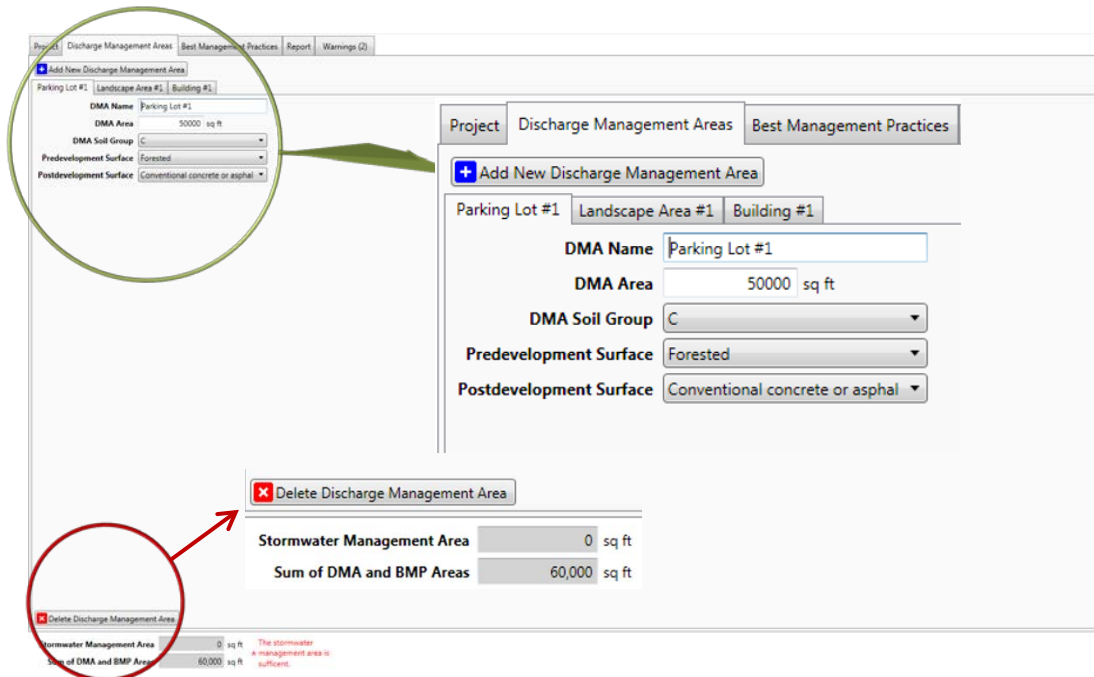 Project Discharge Management Areas Best Management Practices Report Warnings (2)
Add New Discharge Management Area
Parking Lot #1 Landscape Area #1 Building #1
DMA Name Parking Lot #1
DMA Area 50000 sq ft
DMA Soil Group C
Predevelopment Surface Forested
Postdevelopment Surface Conventional concrete or asphal
Project Discharge Management Areas Best Management Practices
Add New Discharge Management Area
Parking Lot #1 Landscape Area #1 Building #1
DMA Name Parking Lot #1
DMA Area 50000 sq ft
DMA Soil Group C
Predevelopment Surface Forested
Postdevelopment Surface Conventional concrete or asphal
Delete Discharge Management Area
Stormwater Management Area 0 sq ft
Sum of DMA and BMP Areas 60,000 sq ft
Delete Discharge Management Area
Stormwater Management Area 0 sq ft
Sum of DMA and BMP Areas 60,000 sq ft
The stormwater
* management area is
sufficent.